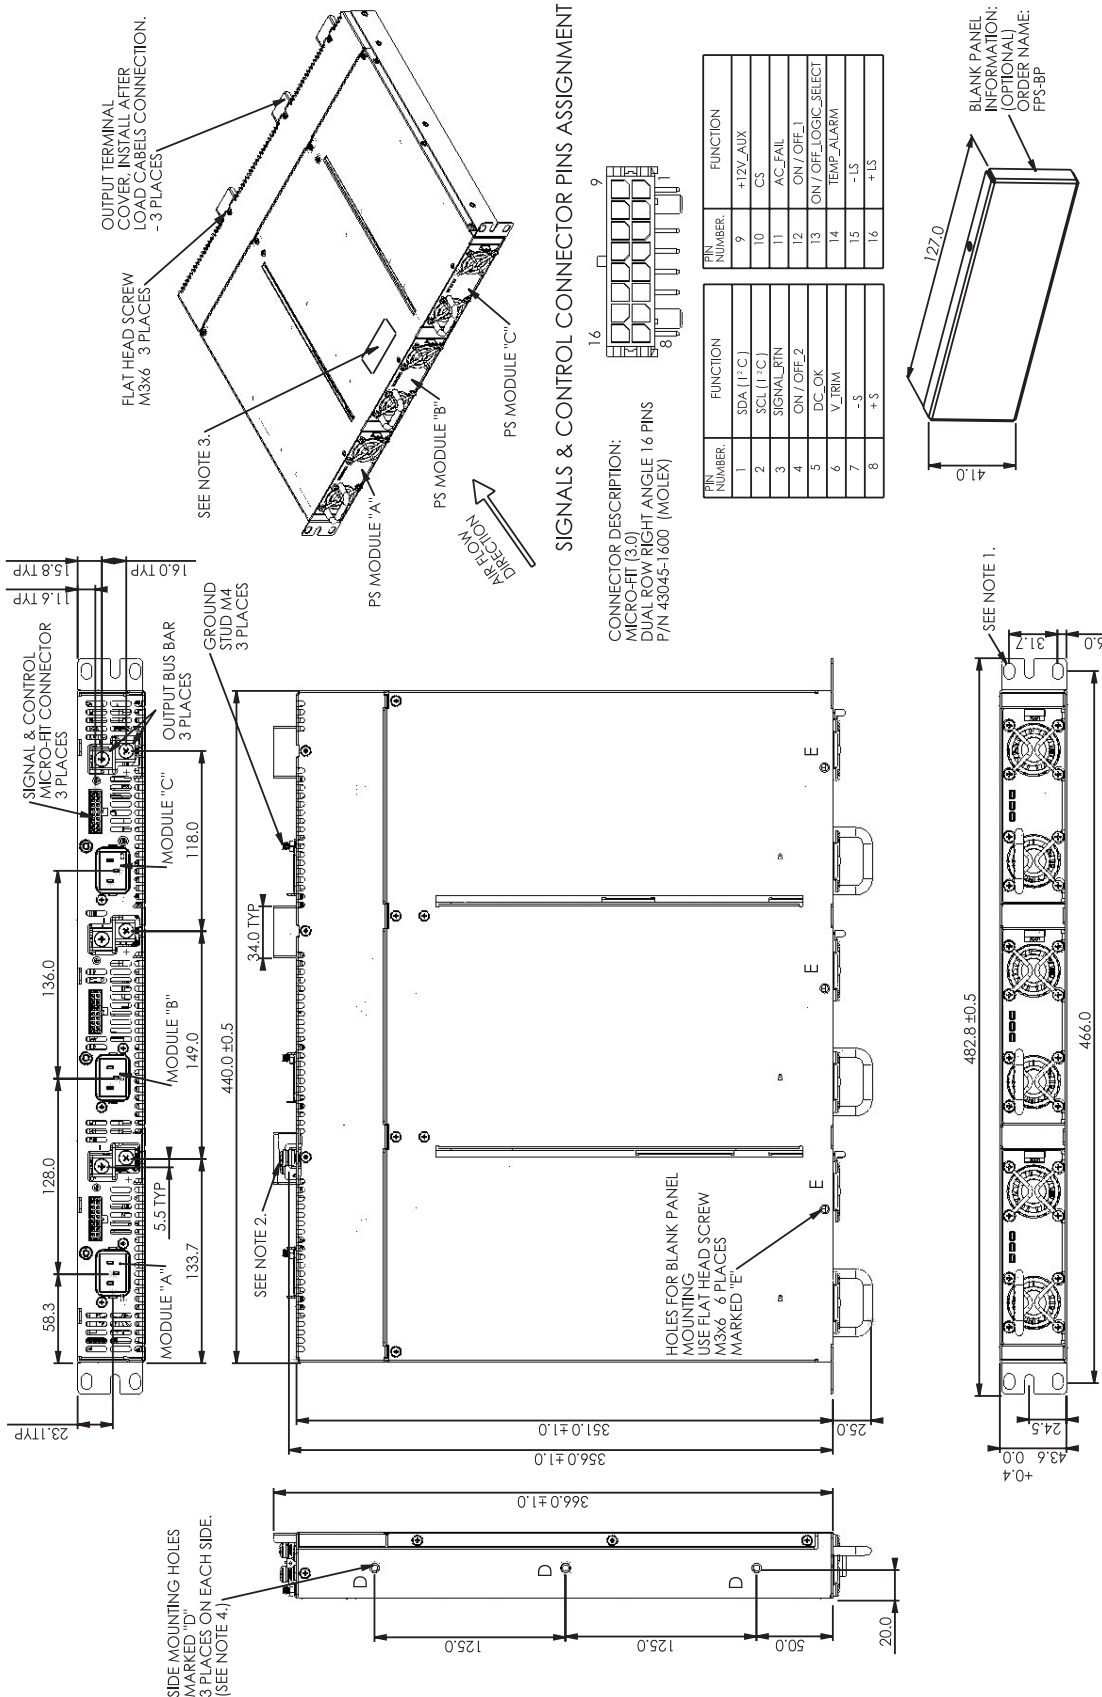 SIDE MOUNTING HOLES
MARKED "D"
3 PLACES ON EACH SIDE.
(SEE NOTE 4.)
D
D
D
366.0±1.0
125.0
125.0
50.0
20.0
23.1TYP
58.3
128.0
136.0
MODULE "A"
MODULE "B"
MODULE "C"
5.5 TYP
133.7
149.0
118.0
SIGNAL & CONTROL
MICRO-FIT CONNECTOR
3 PLACES
11.6 TYP
15.8 TYP
16.0 TYP
OUTPUT BUS BAR
3 PLACES
GROUND
STUD M4
3 PLACES
440.0 ±0.5
SEE NOTE 2.
34.0 TYP
356.0±1.0
351.0±1.0
25.0
HOLES FOR BLANK PANEL
MOUNTING
USE FLAT HEAD SCREW
M3x6 6 PLACES
MARKED "E"
E
E
E
482.8 ±0.5
466.0
SEE NOTE 1.
31.7
24.5
43.6
+0.4
0.0
FLAT HEAD SCREW
M3x6 3 PLACES
OUTPUT TERMINAL
COVER, INSTALL AFTER
LOAD CABELS CONNECTION.
- 3 PLACES
SEE NOTE 3.
PS MODULE "A"
PS MODULE "B"
PS MODULE "C"
AIR FLOW
DIRECTION
SIGNALS & CONTROL CONNECTOR PINS ASSIGNMENT
CONNECTOR DESCRIPTION:
MICRO-FIT (3.0)
DUAL ROW RIGHT ANGLE 16 PINS
P/N 43045-1600 (MOLEX)
16
9
8
1
PIN NUMBER. FUNCTION
1 SDA ( I ² C )
2 SCL ( I ² C )
3 SIGNAL_RTN
4 ON / OFF_2
5 DC_OK
6 V_TRIM
7 - S
8 + S
PIN NUMBER. FUNCTION
9 +12V_AUX
10 CS
11 AC_FAIL
12 ON / OFF_1
13 ON / OFF_LOGIC_SELECT
14 TEMP_ALARM
15 - LS
16 + LS
127.0
41.0
BLANK PANEL
INFORMATION:
(OPTIONAL)
ORDER NAME:
FPS-BP